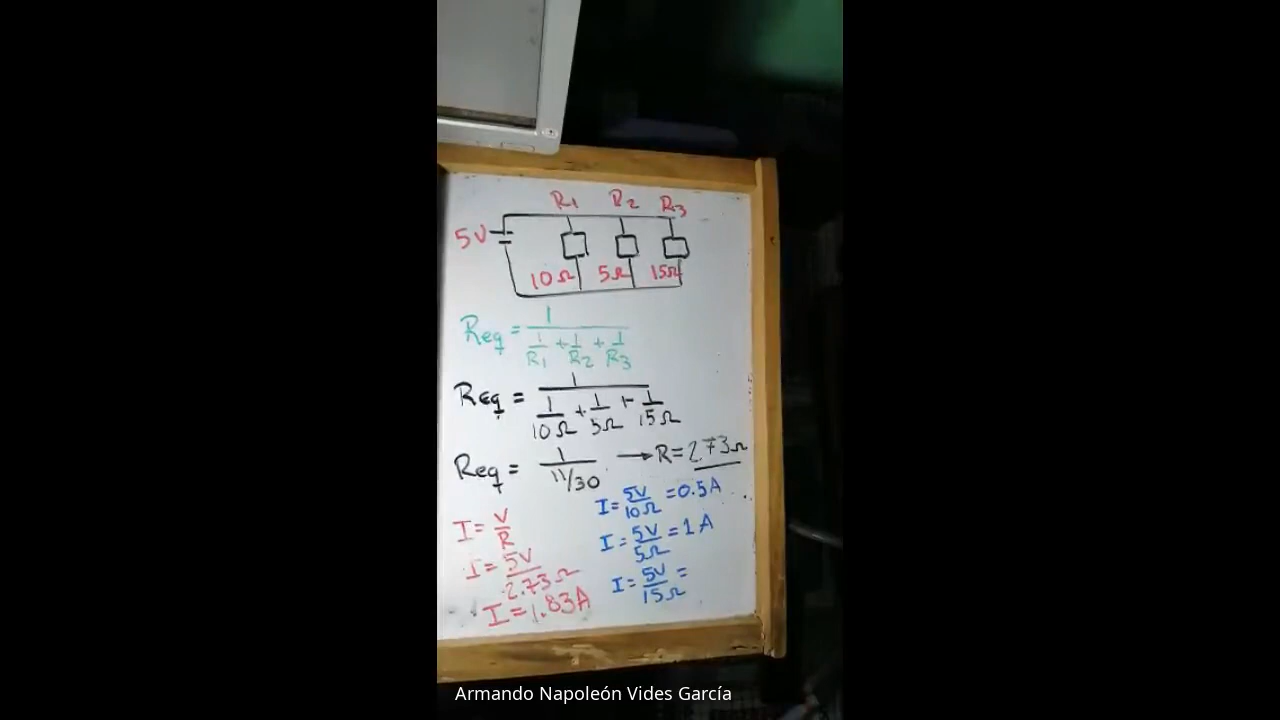 R1 R2 R3
5V
10Ω 5Ω 15Ω
Req = 1 / (1/R1 + 1/R2 + 1/R3)
Req = 1 / (1/10Ω + 1/5Ω + 1/15Ω)
Req = 1 / (11/30) → R = 2.73Ω
I = V/R
I = 5V/2.73Ω
I = 1.83A
I = 5V/10Ω = 0.5A
I = 5V/5Ω = 1A
I = 5V/15Ω =
Armando Napoleón Vides García